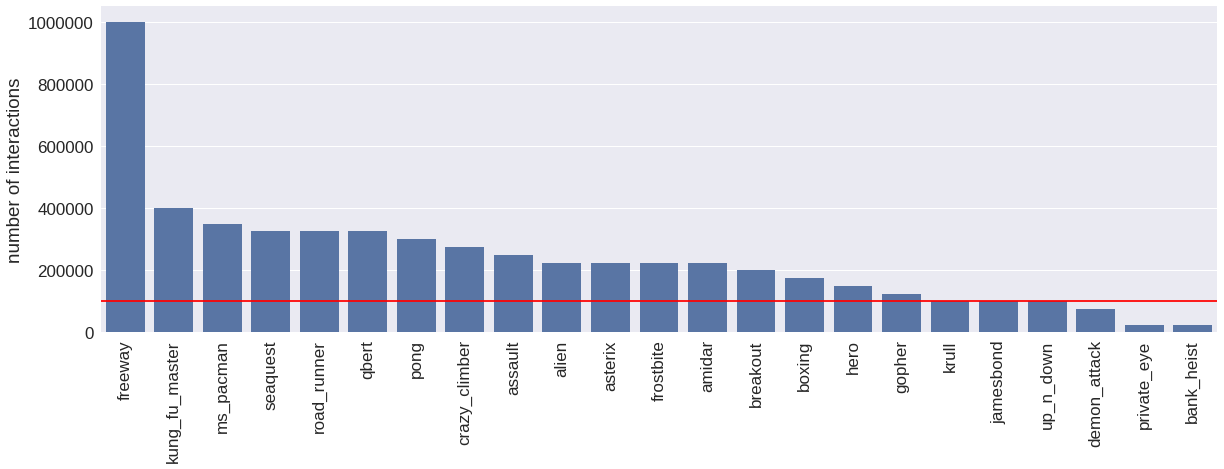 number of interactions
1000000
800000
600000
400000
200000
0
freeway
kung_fu_master
ms_pacman
seaquest
road_runner
qbert
pong
crazy_climber
assault
alien
asterix
frostbite
amidar
breakout
boxing
hero
gopher
krull
jamesbond
up_n_down
demon_attack
private_eye
bank_heist